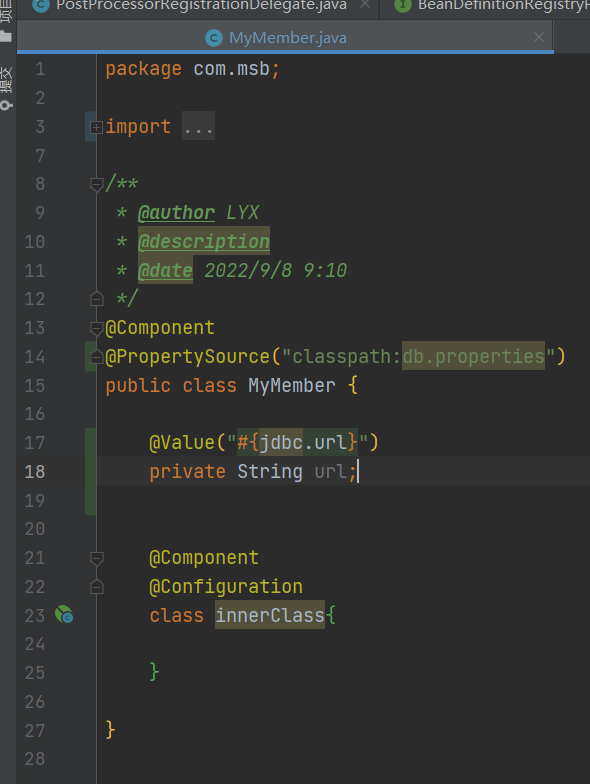 PostProcessorRegistrationDelegate.java
MyMember.java
1 package com.msb;
2
3 import ...
7
8 /**
9 * @author LYX
10 * @description
11 * @date 2022/9/8 9:10
12 */
13 @Component
14 @PropertySource("classpath:db.properties")
15 public class MyMember {
16
17 @Value("#{jdbc.url}")
18 private String url;
19
20
21 @Component
22 @Configuration
23 class innerClass{
24
25 }
26
27 }
28
提交